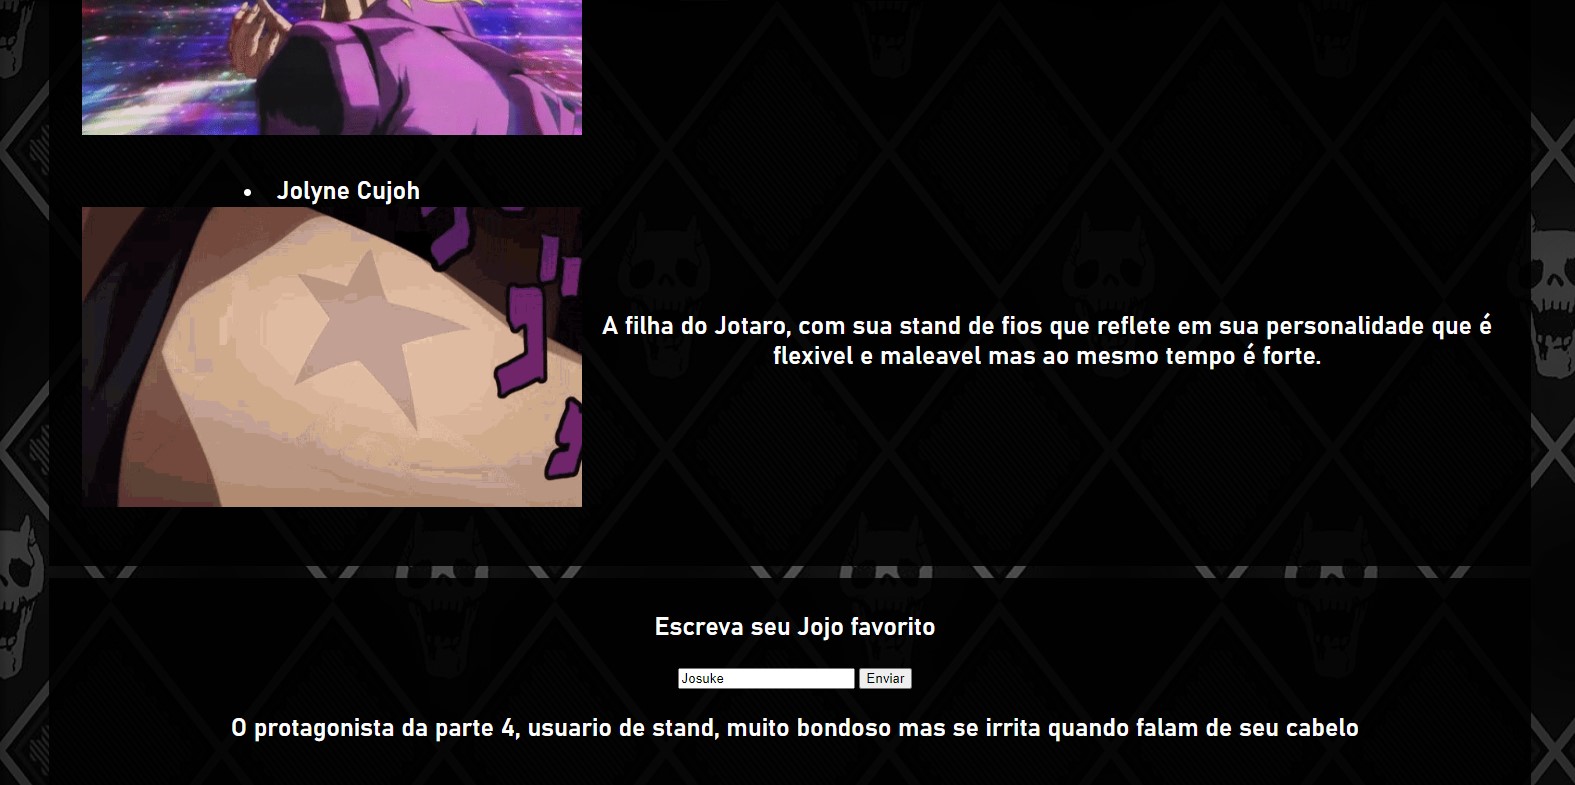 Jolyne Cujoh
A filha do Jotaro, com sua stand de fios que reflete em sua personalidade que é
flexivel e maleavel mas ao mesmo tempo é forte.
Escreva seu Jojo favorito
Josuke Enviar
O protagonista da parte 4, usuario de stand, muito bondoso mas se irrita quando falam de seu cabelo